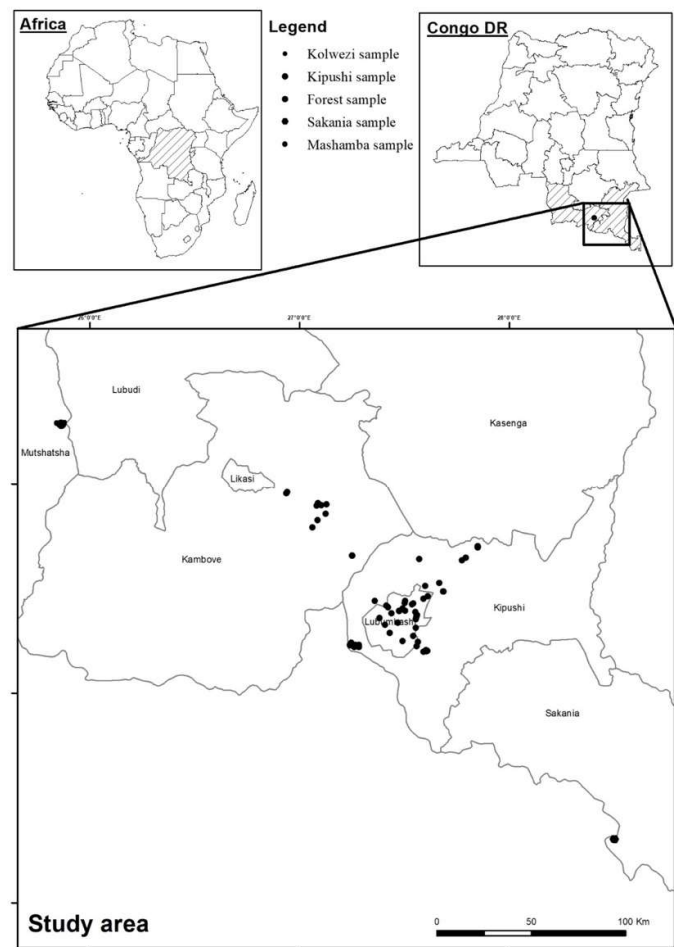 Africa
Legend
Kolwezi sample
Kipushi sample
Forest sample
Sakania sample
Mashamba sample
Congo DR
27°0'0"E
28°0'0"E
Lubudi
Kasenga
Mutshatsha
Likasi
Kambove
Kipushi
Sakania
Study area
0 50 100 Km